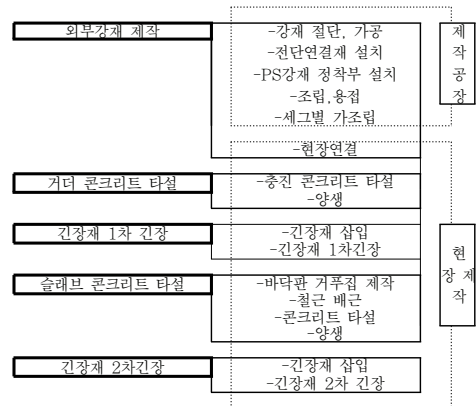 외부강재 제작
-강재 절단, 가공
-전단연결재 설치
-PS강재 정착부 설치
-조립,용접
-세그별 가조립
-현장연결
제작공장
거더 콘크리트 타설
-충진 콘크리트 타설
-양생
긴장재 1차 긴장
-긴장재 삽입
-긴장재 1차긴장
슬래브 콘크리트 타설
-바닥판 거푸집 제작
-철근 배근
-콘크리트 타설
-양생
현장 제작
긴장재 2차긴장
-긴장재 삽입
-긴장재 2차 긴장